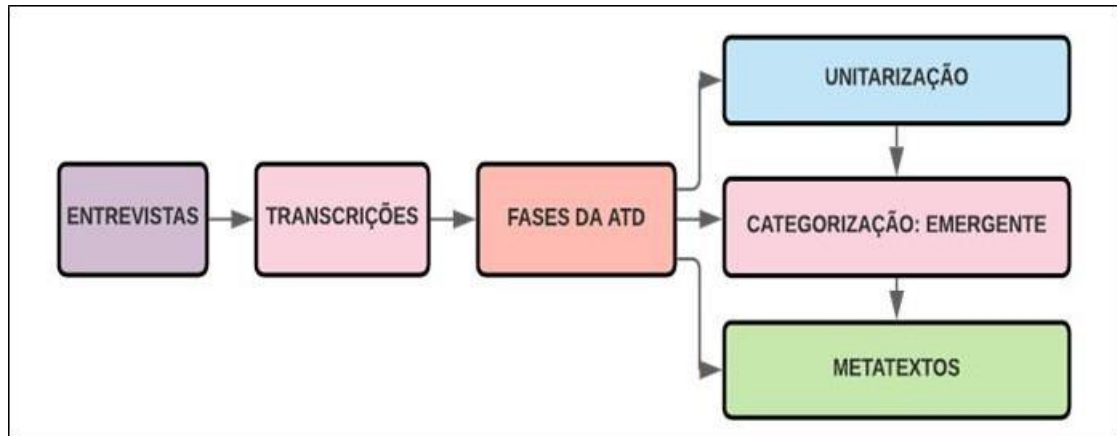 ENTREVISTAS
TRANSCRIÇÕES
FASES DA ATD
UNITARIZAÇÃO
CATEGORIZAÇÃO: EMERGENTE
METATEXTOS